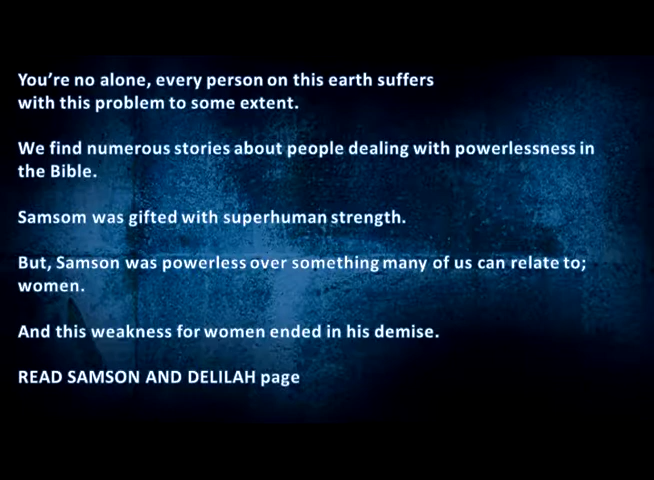 You're no alone, every person on this earth suffers
with this problem to some extent.
We find numerous stories about people dealing with powerlessness in
the Bible.
Samsom was gifted with superhuman strength.
But, Samson was powerless over something many of us can relate to;
women.
And this weakness for women ended in his demise.
READ SAMSON AND DELILAH page